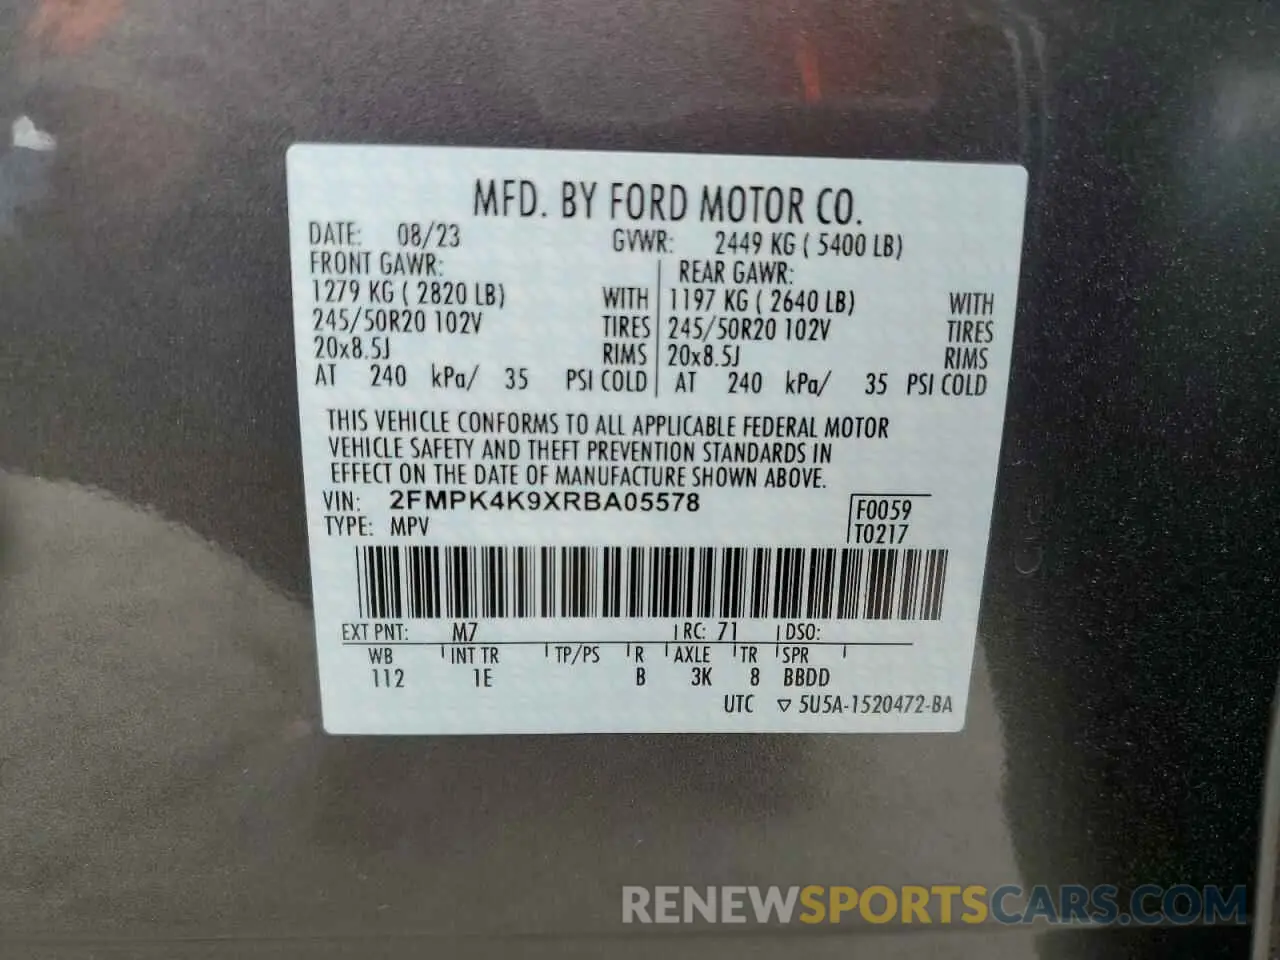 MFD. BY FORD MOTOR CO.
DATE: 08/23 GVWR: 2449 KG ( 5400 LB)
FRONT GAWR: REAR GAWR:
1279 KG ( 2820 LB) WITH 1197 KG ( 2640 LB) WITH
245/50R20 102V TIRES 245/50R20 102V TIRES
20x8.5J RIMS 20x8.5J RIMS
AT 240 kPa/ 35 PSI COLD AT 240 kPa/ 35 PSI COLD
THIS VEHICLE CONFORMS TO ALL APPLICABLE FEDERAL MOTOR
VEHICLE SAFETY AND THEFT PREVENTION STANDARDS IN
EFFECT ON THE DATE OF MANUFACTURE SHOWN ABOVE.
VIN: 2FMPK4K9XRBA05578 F0059
TYPE: MPV T0217
EXT PNT: M7 RC: 71 DSO:
WB INT TR TP/PS R AXLE TR SPR
112 1E B 3K 8 BBDD
UTC ▽ 5U5A-1520472-BA
RENEWSPORTSCARS.COM